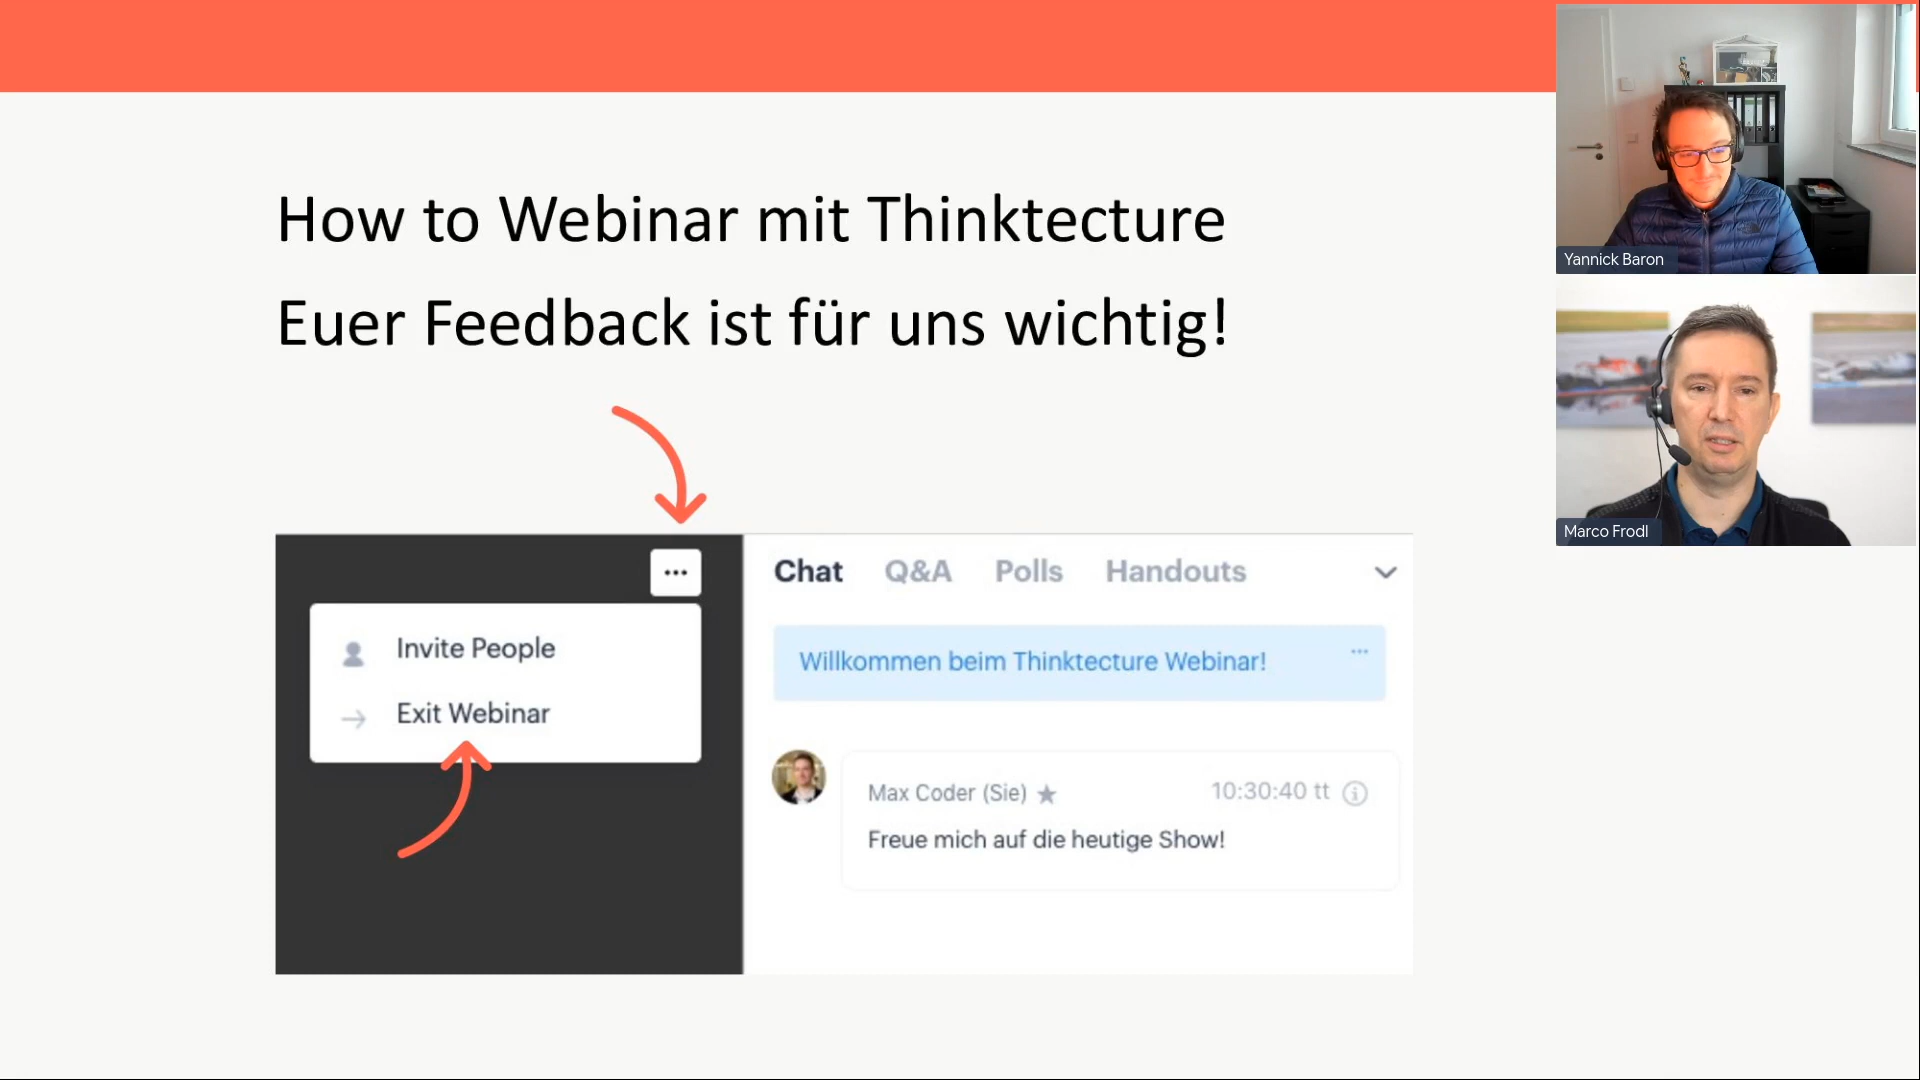 How to Webinar mit Thinktecture
Euer Feedback ist für uns wichtig!
Invite People
Exit Webinar
Chat Q&A Polls Handouts
Willkommen beim Thinktecture Webinar!
Max Coder (Sie) 10:30:40 tt
Freue mich auf die heutige Show!
Yannick Baron
Marco Frodl